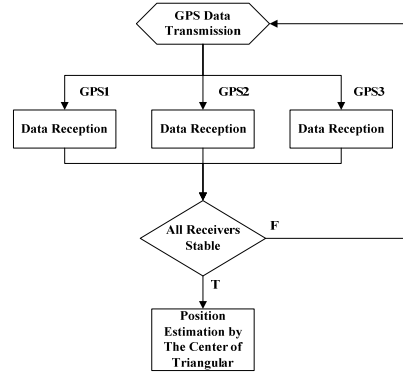 GPS Data
Transmission
GPS1
GPS2
GPS3
Data Reception
Data Reception
Data Reception
All Receivers
Stable
F
T
Position
Estimation by
The Center of
Triangular